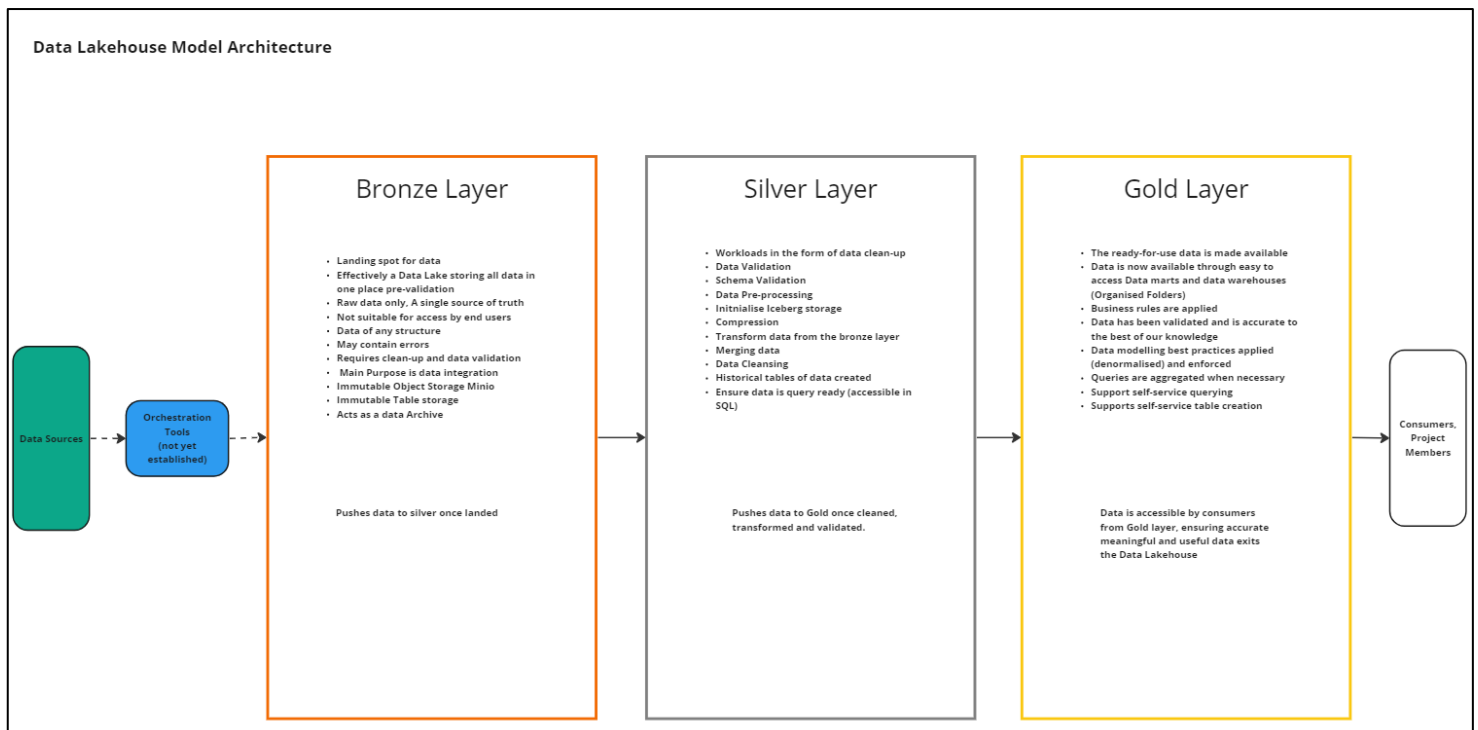 Data Lakehouse Model Architecture
Data Sources
Orchestration
Tools
(not yet
established)
Bronze Layer
• Landing spot for data
• Effectively a Data Lake storing all data in
one place pre-validation
• Raw data only, A single source of truth
• Not suitable for access by end users
• Data of any structure
• May contain errors
• Requires clean-up and data validation
• Main Purpose is data integration
• Immutable Object Storage Minio
• Immutable Table storage
• Acts as a data Archive
Pushes data to silver once landed
Silver Layer
• Workloads in the form of data clean-up
• Data Validation
• Schema Validation
• Data Pre-processing
• Initnialise Iceberg storage
• Compression
• Transform data from the bronze layer
• Merging data
• Data Cleansing
• Historical tables of data created
• Ensure data is query ready (accessible in
SQL)
Pushes data to Gold once cleaned,
transformed and validated.
Gold Layer
• The ready-for-use data is made available
• Data is now available through easy to
access Data marts and data warehouses
(Organised Folders)
• Business rules are applied
• Data has been validated and is accurate to
the best of our knowledge
• Data modelling best practices applied
(denormalised) and enforced
• Queries are aggregated when necessary
• Support self-service querying
• Supports self-service table creation
Data is accessible by consumers
from Gold layer, ensuring accurate
meaningful and useful data exits
the Data Lakehouse
Consumers,
Project
Members